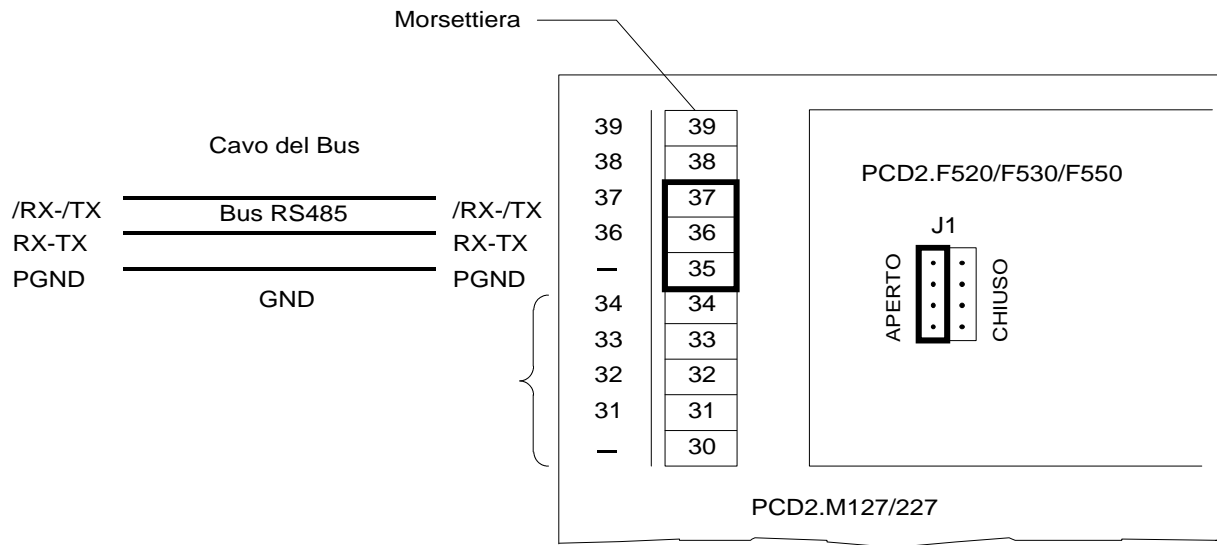 Morsettiera
Cavo del Bus
/RX-/TX Bus RS485 /RX-/TX
RX-TX RX-TX
PGND PGND
GND
39 39
38 38
37 37
36 36
— 35
34 34
33 33
32 32
31 31
— 30
PCD2.F520/F530/F550
J1
APERTO
CHIUSO
PCD2.M127/227